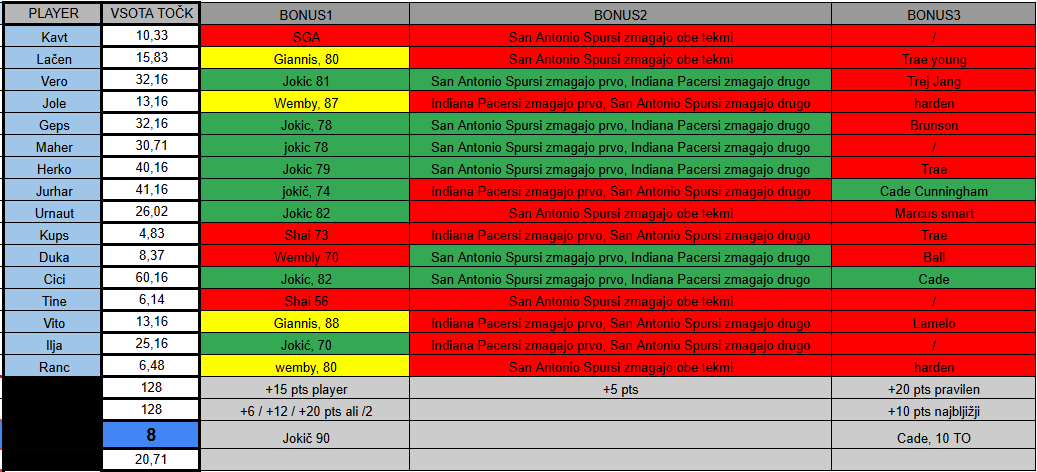 PLAYER VSOTA TOČK BONUS1 BONUS2 BONUS3
Kavt 10,33 SGA San Antonio Spursi zmagajo obe tekmi /
Lačen 15,83 Giannis, 80 San Antonio Spursi zmagajo obe tekmi Trae young
Vero 32,16 Jokic 81 San Antonio Spursi zmagajo prvo, Indiana Pacersi zmagajo drugo Trej Jang
Jole 13,16 Wemby, 87 Indiana Pacersi zmagajo prvo, San Antonio Spursi zmagajo drugo harden
Geps 32,16 Jokic, 78 San Antonio Spursi zmagajo prvo, Indiana Pacersi zmagajo drugo Brunson
Maher 30,71 jokic 78 San Antonio Spursi zmagajo prvo, Indiana Pacersi zmagajo drugo /
Herko 40,16 Jokic 79 San Antonio Spursi zmagajo prvo, Indiana Pacersi zmagajo drugo Trae
Jurhar 41,16 jokič, 74 Indiana Pacersi zmagajo prvo, San Antonio Spursi zmagajo drugo Cade Cunningham
Urnaut 26,02 Jokic 82 San Antonio Spursi zmagajo obe tekmi Marcus smart
Kups 4,83 Shai 73 Indiana Pacersi zmagajo prvo, San Antonio Spursi zmagajo drugo Trae
Duka 8,37 Wembly 70 San Antonio Spursi zmagajo prvo, Indiana Pacersi zmagajo drugo Ball
Cici 60,16 Jokic, 82 San Antonio Spursi zmagajo prvo, Indiana Pacersi zmagajo drugo Cade
Tine 6,14 Shai 56 San Antonio Spursi zmagajo obe tekmi /
Vito 13,16 Giannis, 88 Indiana Pacersi zmagajo prvo, San Antonio Spursi zmagajo drugo Lamelo
Ilja 25,16 Jokić, 70 Indiana Pacersi zmagajo prvo, San Antonio Spursi zmagajo drugo /
Ranc 6,48 wemby, 80 San Antonio Spursi zmagajo obe tekmi harden
128 +15 pts player +5 pts +20 pts pravilen
128 +6 / +12 / +20 pts ali /2 +10 pts najbljižji
8 Jokič 90 Cade, 10 TO
20,71